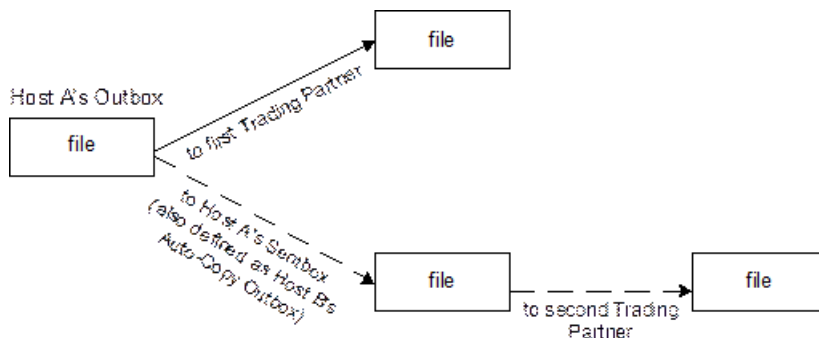 file
Host A's Outbox
file
to first Trading Partner
to Host A's Sentbox
(also defined as Host B's
Auto-Copy Outbox)
file
file
to second Trading
Partner